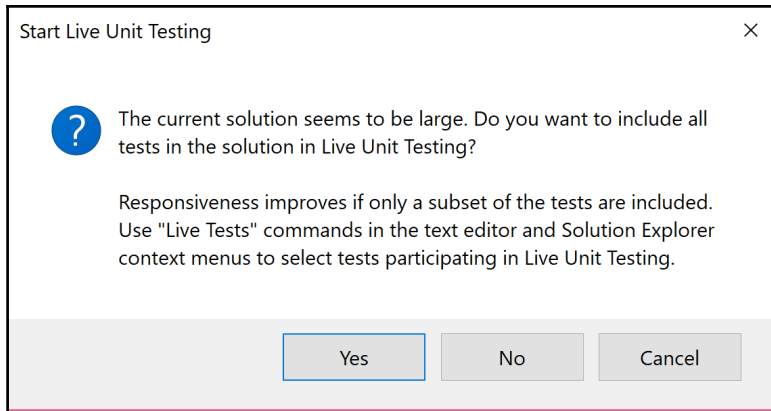 Start Live Unit Testing
The current solution seems to be large. Do you want to include all
tests in the solution in Live Unit Testing?
Responsiveness improves if only a subset of the tests are included.
Use "Live Tests" commands in the text editor and Solution Explorer
context menus to select tests participating in Live Unit Testing.
Yes No Cancel